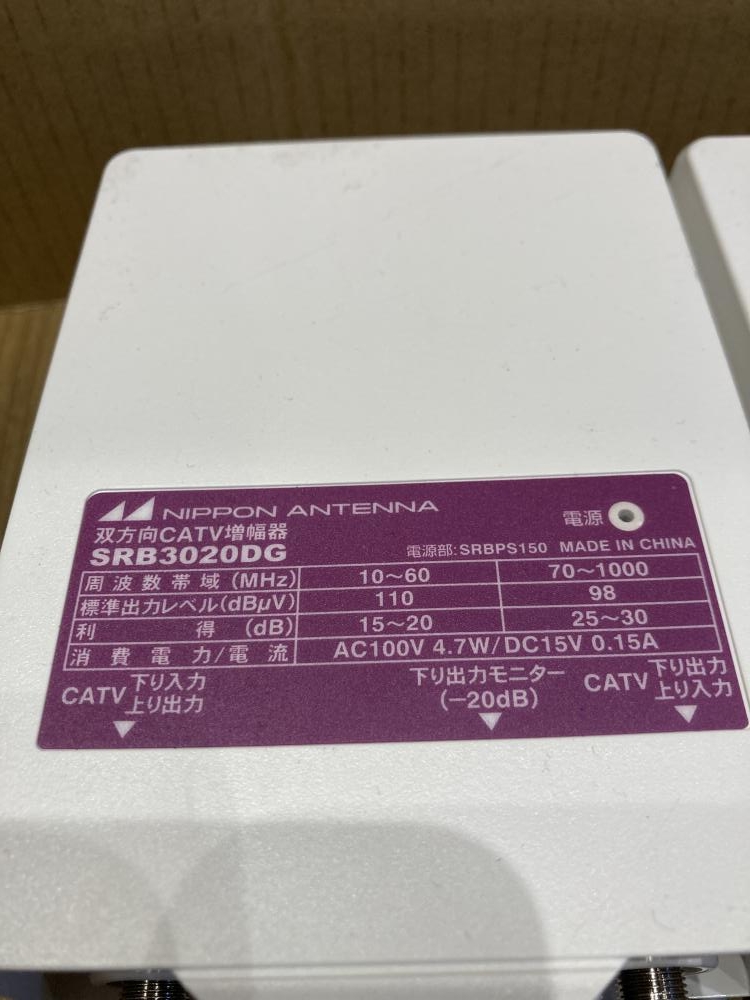 NIPPON ANTENNA
電源
双方向CATV増幅器
SRB3020DG
電源部:SRBPS150 MADE IN CHINA
周波数帯域(MHz) 10〜60 70〜1000
標準出力レベル(dBμV) 110 98
利得(dB) 15〜20 25〜30
消費電力/電流 AC100V 4.7W/DC15V 0.15A
CATV 下り入力
上り出力
下り出力モニター
(−20dB)
CATV 下り出力
上り入力